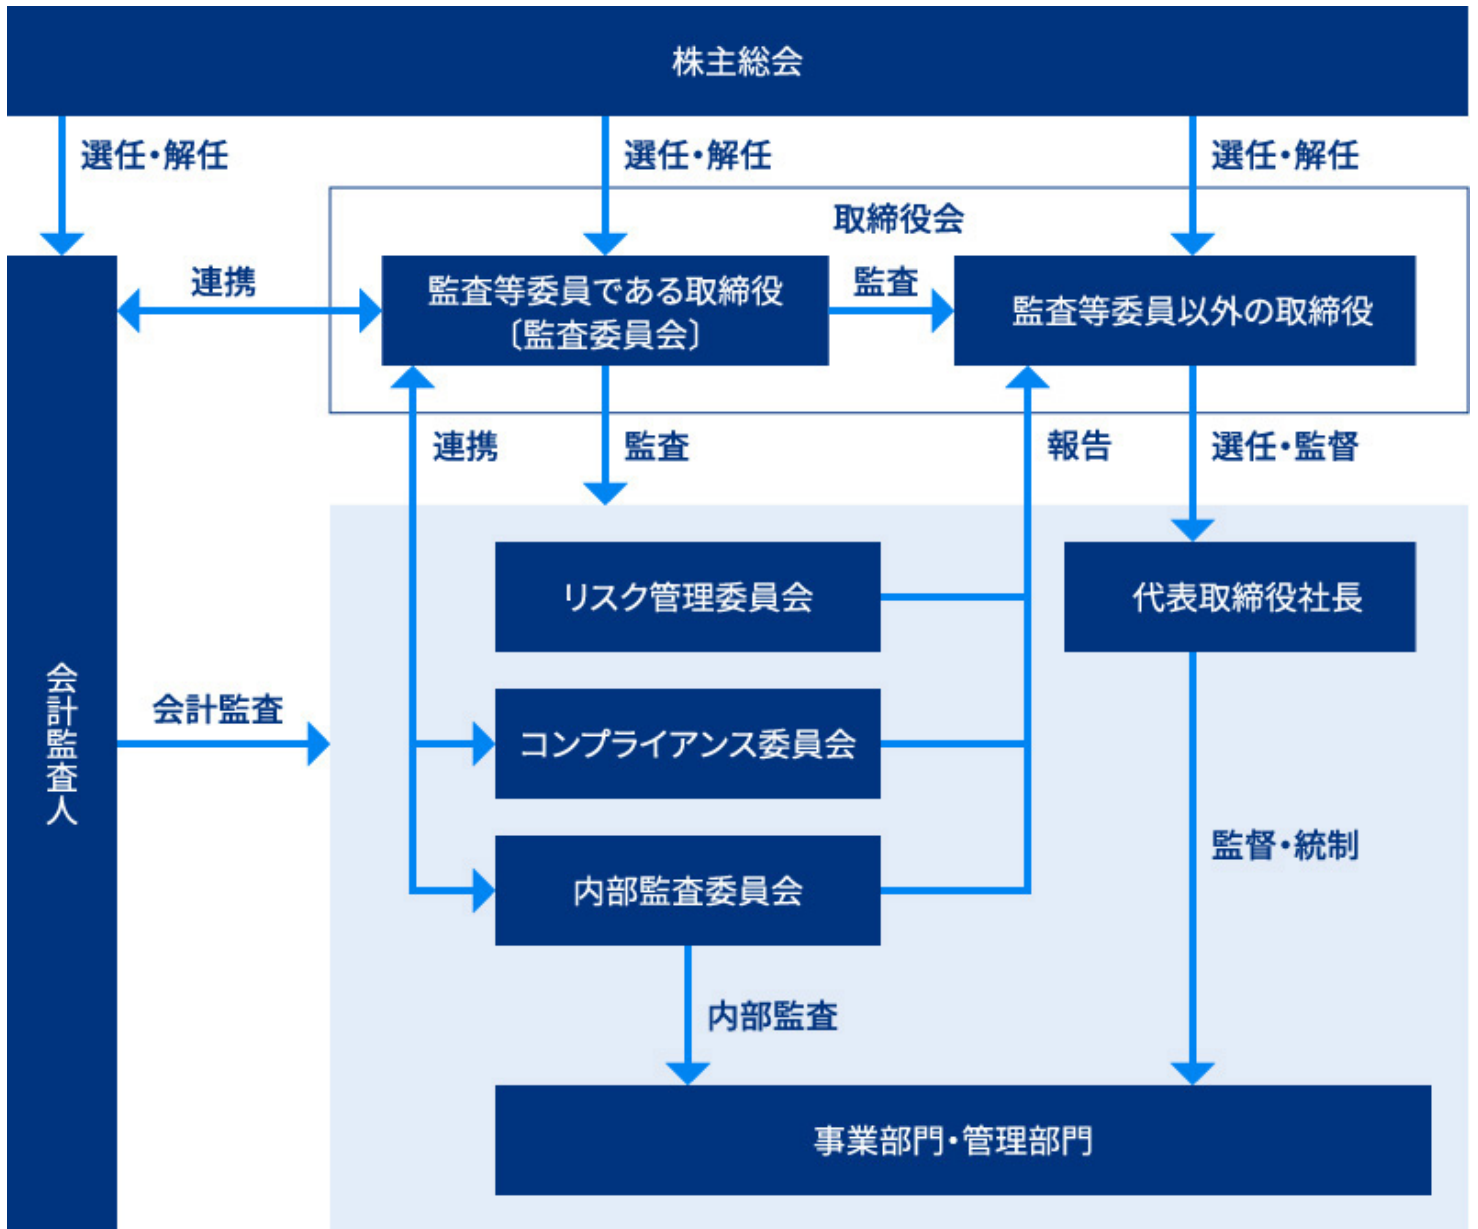 株主総会
選任・解任
選任・解任
選任・解任
取締役会
連携
監査等委員である取締役
〔監査委員会〕
監査
監査等委員以外の取締役
連携
監査
報告
選任・監督
リスク管理委員会
代表取締役社長
会計監査人
会計監査
コンプライアンス委員会
監督・統制
内部監査委員会
内部監査
事業部門・管理部門